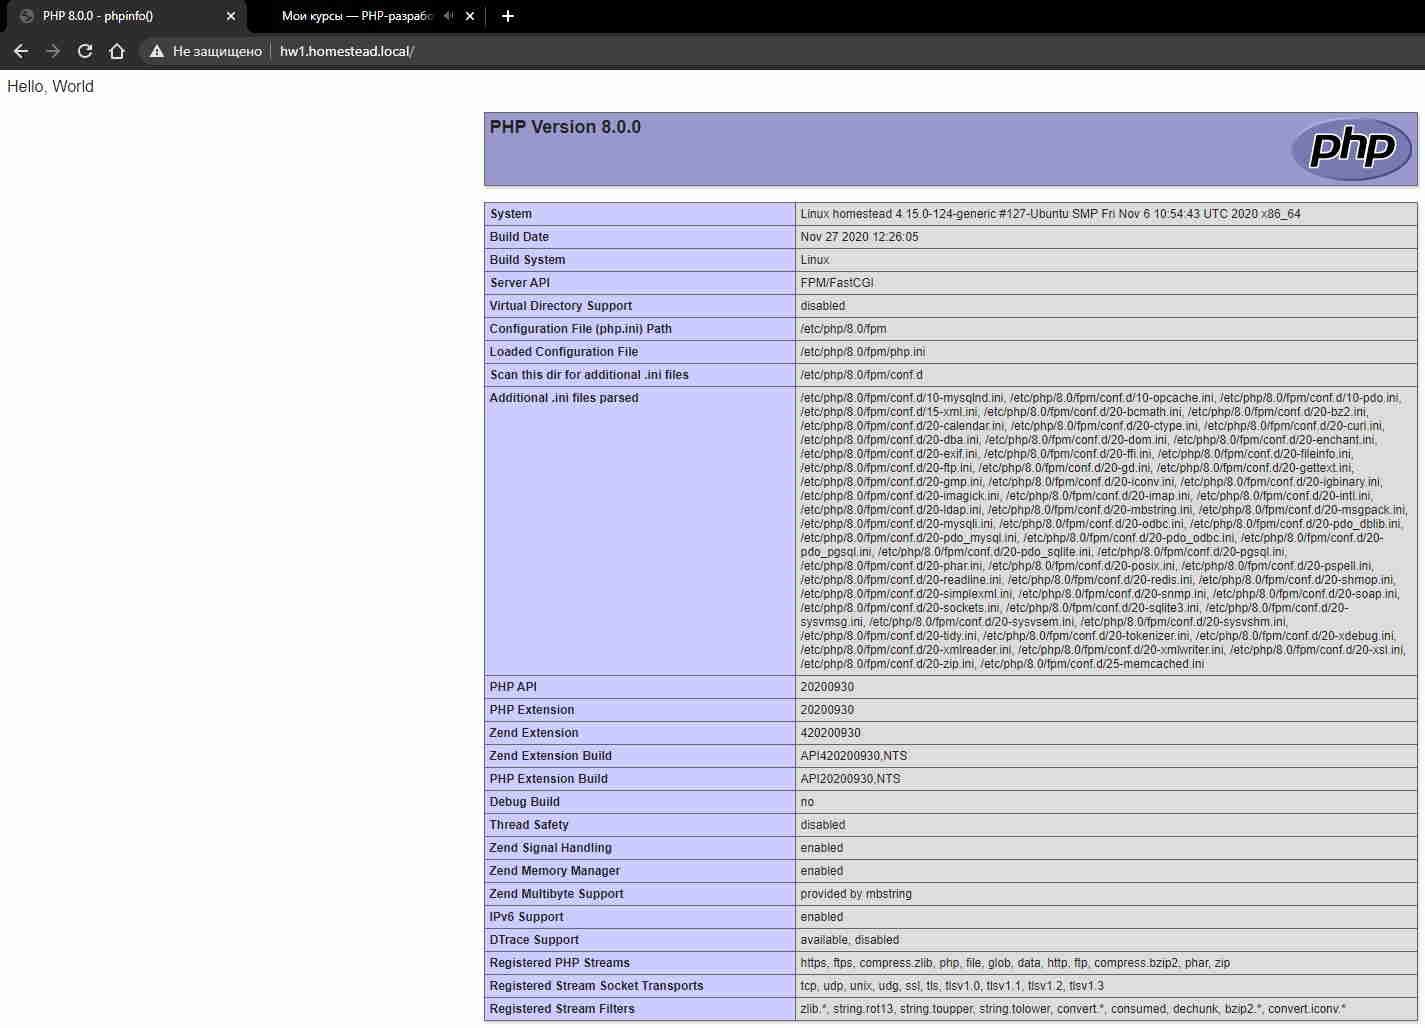 PHP 8.0.0 - phpinfo()
Мои курсы — PHP-разрабо
Не защищено
hw1.homestead.local/
Hello, World
PHP Version 8.0.0
php
System Linux homestead 4.15.0-124-generic #127-Ubuntu SMP Fri Nov 6 10:54:43 UTC 2020 x86_64
Build Date Nov 27 2020 12:26:05
Build System Linux
Server API FPM/FastCGI
Virtual Directory Support disabled
Configuration File (php.ini) Path /etc/php/8.0/fpm
Loaded Configuration File /etc/php/8.0/fpm/php.ini
Scan this dir for additional .ini files /etc/php/8.0/fpm/conf.d
Additional .ini files parsed /etc/php/8.0/fpm/conf.d/10-mysqlnd.ini, /etc/php/8.0/fpm/conf.d/10-opcache.ini, /etc/php/8.0/fpm/conf.d/10-pdo.ini,
/etc/php/8.0/fpm/conf.d/15-xml.ini, /etc/php/8.0/fpm/conf.d/20-bcmath.ini, /etc/php/8.0/fpm/conf.d/20-bz2.ini,
/etc/php/8.0/fpm/conf.d/20-calendar.ini, /etc/php/8.0/fpm/conf.d/20-ctype.ini, /etc/php/8.0/fpm/conf.d/20-curl.ini,
/etc/php/8.0/fpm/conf.d/20-dba.ini, /etc/php/8.0/fpm/conf.d/20-dom.ini, /etc/php/8.0/fpm/conf.d/20-enchant.ini,
/etc/php/8.0/fpm/conf.d/20-exif.ini, /etc/php/8.0/fpm/conf.d/20-ffi.ini, /etc/php/8.0/fpm/conf.d/20-fileinfo.ini,
/etc/php/8.0/fpm/conf.d/20-ftp.ini, /etc/php/8.0/fpm/conf.d/20-gd.ini, /etc/php/8.0/fpm/conf.d/20-gettext.ini,
/etc/php/8.0/fpm/conf.d/20-gmp.ini, /etc/php/8.0/fpm/conf.d/20-iconv.ini, /etc/php/8.0/fpm/conf.d/20-igbinary.ini,
/etc/php/8.0/fpm/conf.d/20-imagick.ini, /etc/php/8.0/fpm/conf.d/20-imap.ini, /etc/php/8.0/fpm/conf.d/20-intl.ini,
/etc/php/8.0/fpm/conf.d/20-ldap.ini, /etc/php/8.0/fpm/conf.d/20-mbstring.ini, /etc/php/8.0/fpm/conf.d/20-msgpack.ini,
/etc/php/8.0/fpm/conf.d/20-mysqli.ini, /etc/php/8.0/fpm/conf.d/20-odbc.ini, /etc/php/8.0/fpm/conf.d/20-pdo_dblib.ini,
/etc/php/8.0/fpm/conf.d/20-pdo_mysql.ini, /etc/php/8.0/fpm/conf.d/20-pdo_odbc.ini, /etc/php/8.0/fpm/conf.d/20-
pdo_pgsql.ini, /etc/php/8.0/fpm/conf.d/20-pdo_sqlite.ini, /etc/php/8.0/fpm/conf.d/20-pgsql.ini,
/etc/php/8.0/fpm/conf.d/20-phar.ini, /etc/php/8.0/fpm/conf.d/20-posix.ini, /etc/php/8.0/fpm/conf.d/20-pspell.ini,
/etc/php/8.0/fpm/conf.d/20-readline.ini, /etc/php/8.0/fpm/conf.d/20-redis.ini, /etc/php/8.0/fpm/conf.d/20-shmop.ini,
/etc/php/8.0/fpm/conf.d/20-simplexml.ini, /etc/php/8.0/fpm/conf.d/20-snmp.ini, /etc/php/8.0/fpm/conf.d/20-soap.ini,
/etc/php/8.0/fpm/conf.d/20-sockets.ini, /etc/php/8.0/fpm/conf.d/20-sqlite3.ini, /etc/php/8.0/fpm/conf.d/20-
sysvmsg.ini, /etc/php/8.0/fpm/conf.d/20-sysvsem.ini, /etc/php/8.0/fpm/conf.d/20-sysvshm.ini,
/etc/php/8.0/fpm/conf.d/20-tidy.ini, /etc/php/8.0/fpm/conf.d/20-tokenizer.ini, /etc/php/8.0/fpm/conf.d/20-xdebug.ini,
/etc/php/8.0/fpm/conf.d/20-xmlreader.ini, /etc/php/8.0/fpm/conf.d/20-xmlwriter.ini, /etc/php/8.0/fpm/conf.d/20-xsl.ini,
/etc/php/8.0/fpm/conf.d/20-zip.ini, /etc/php/8.0/fpm/conf.d/25-memcached.ini
PHP API 20200930
PHP Extension 20200930
Zend Extension 420200930
Zend Extension Build API420200930,NTS
PHP Extension Build API20200930,NTS
Debug Build no
Thread Safety disabled
Zend Signal Handling enabled
Zend Memory Manager enabled
Zend Multibyte Support provided by mbstring
IPv6 Support enabled
DTrace Support available, disabled
Registered PHP Streams https, ftps, compress.zlib, php, file, glob, data, http, ftp, compress.bzip2, phar, zip
Registered Stream Socket Transports tcp, udp, unix, udg, ssl, tls, tlsv1.0, tlsv1.1, tlsv1.2, tlsv1.3
Registered Stream Filters zlib.*, string.rot13, string.toupper, string.tolower, convert.*, consumed, dechunk, bzip2.*, convert.iconv.*